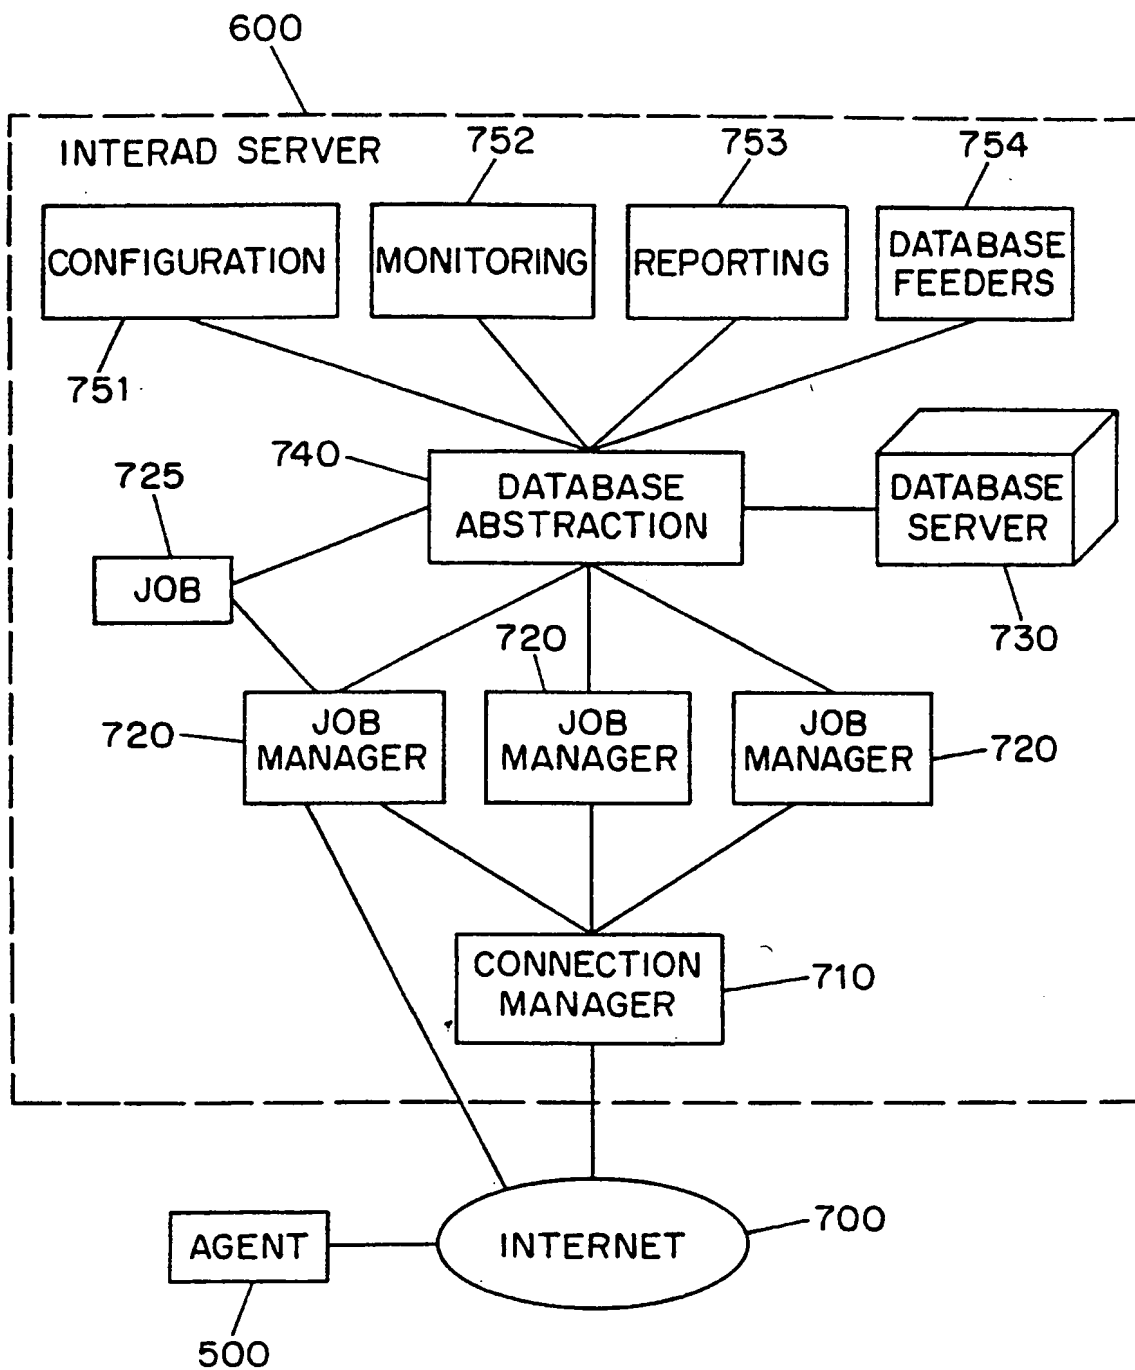 600
INTERAD SERVER
752
753
754
CONFIGURATION
MONITORING
REPORTING
DATABASE
FEEDERS
751
740
DATABASE
ABSTRACTION
DATABASE
SERVER
725
JOB
730
720
720
JOB
MANAGER
JOB
MANAGER
JOB
MANAGER
720
CONNECTION
MANAGER
710
700
AGENT
INTERNET
500